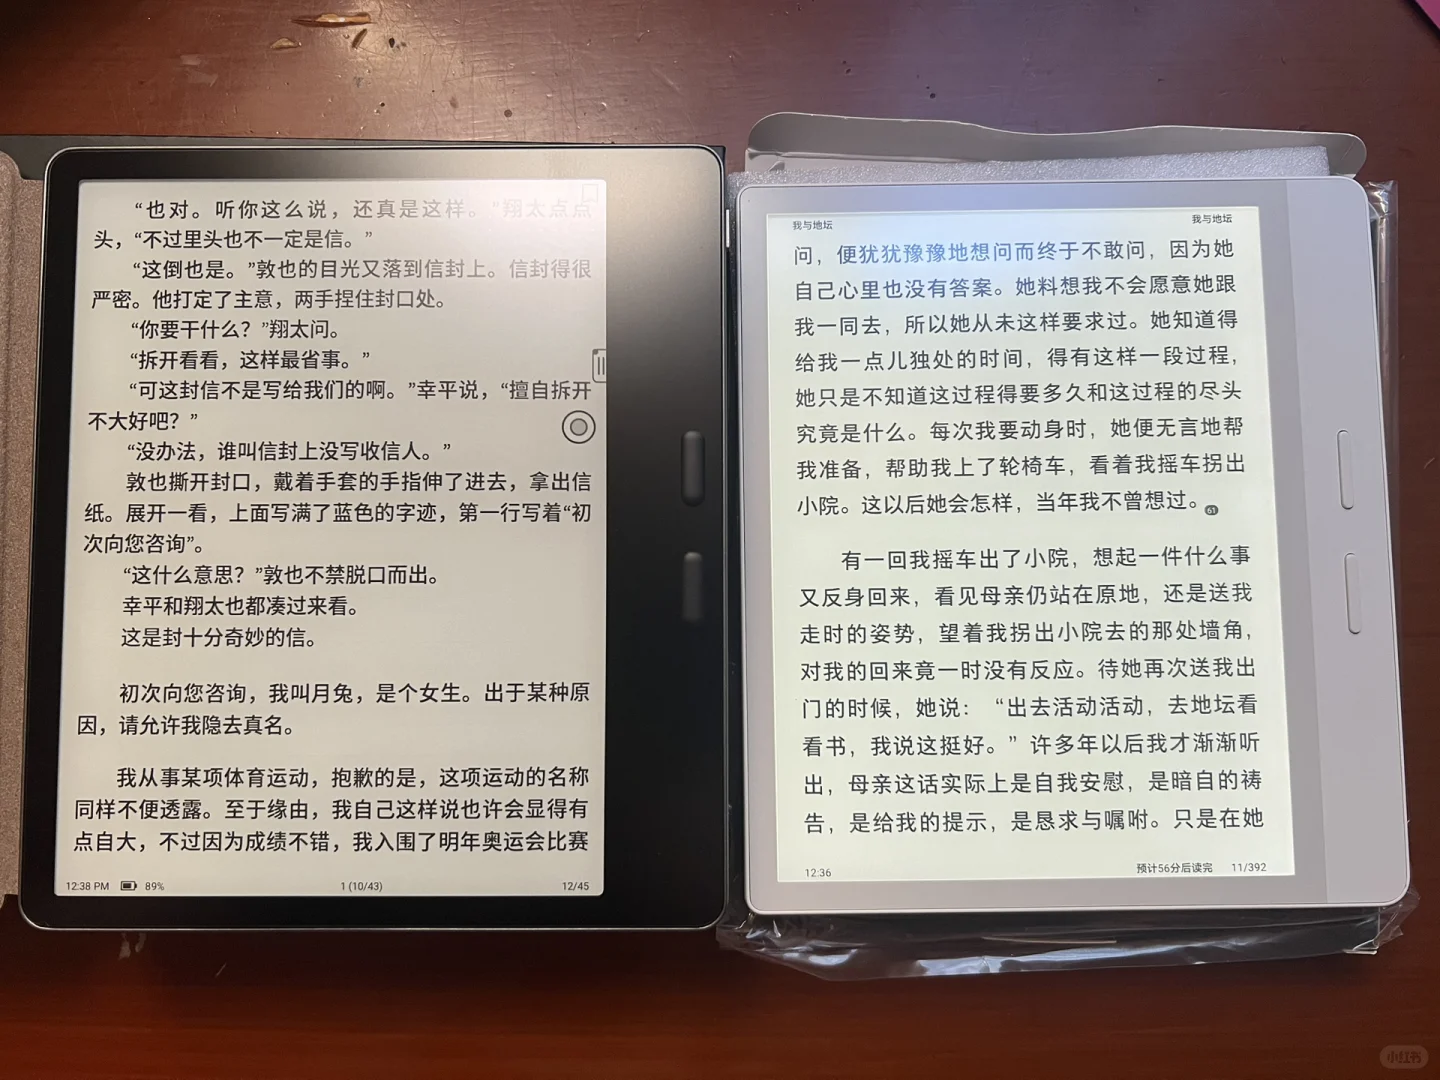 “也对。听你这么说，还真是这样。”翔太点点
头，“不过里头也不一定是信。”
“这倒也是。”敦也的目光又落到信封上。信封得很
严密。他打定了主意，两手捏住封口处。
“你要干什么？”翔太问。
“拆开看看，这样最省事。”
“可这封信不是写给我们的啊。”幸平说，“擅自拆开
不大好吧？”
“没办法，谁叫信封上没写收信人。”
敦也撕开封口，戴着手套的手指伸了进去，拿出信
纸。展开一看，上面写满了蓝色的字迹，第一行写着“初
次向您咨询”。
“这什么意思？”敦也不禁脱口而出。
幸平和翔太也都凑过来看。
这是封十分奇妙的信。
初次向您咨询，我叫月兔，是个女生。出于某种原
因，请允许我隐去真名。
我从事某项体育运动，抱歉的是，这项运动的名称
同样不便透露。至于缘由，我自己这样说也许会显得有
点自大，不过因为成绩不错，我入围了明年奥运会比赛
12:38 PM 89% 1 (10/43) 12/45
我与地坛 我与地坛
问，便犹犹豫豫地想问而终于不敢问，因为她
自己心里也没有答案。她料想我不会愿意她跟
我一同去，所以她从未这样要求过。她知道得
给我一点儿独处的时间，得有这样一段过程，
她只是不知道这过程得要多久和这过程的尽头
究竟是什么。每次我要动身时，她便无言地帮
我准备，帮助我上了轮椅车，看着我摇车拐出
小院。这以后她会怎样，当年我不曾想过。61
有一回我摇车出了小院，想起一件什么事
又反身回来，看见母亲仍站在原地，还是送我
走时的姿势，望着我拐出小院去的那处墙角，
对我的回来竟一时没有反应。待她再次送我出
门的时候，她说：“出去活动活动，去地坛看
看书，我说这挺好。”许多年以后我才渐渐听
出，母亲这话实际上是自我安慰，是暗自的祷
告，是给我的提示，是恳求与嘱咐。只是在她
12:36 预计56分后读完 11/392
小红书